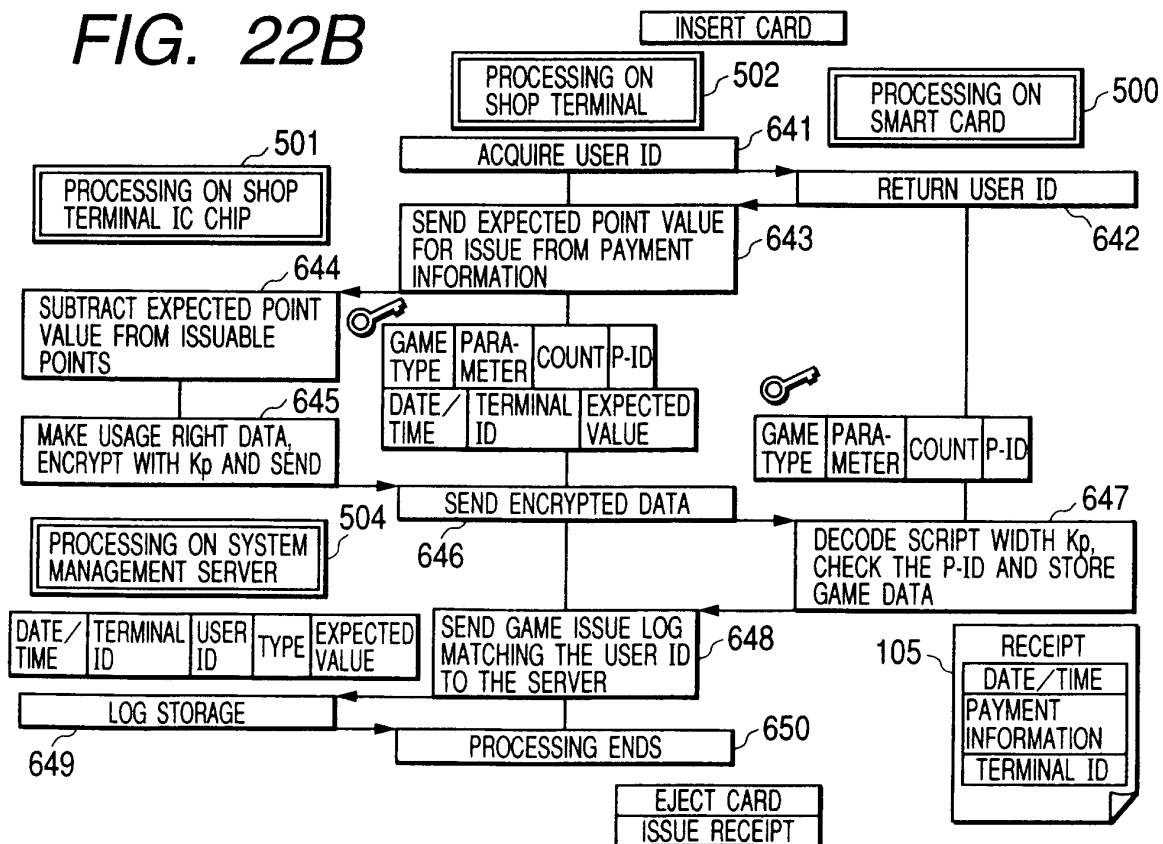 FIG. 22B
INSERT CARD
PROCESSING ON
SHOP TERMINAL
502
PROCESSING ON
SMART CARD
500
501
PROCESSING ON SHOP
TERMINAL IC CHIP
ACQUIRE USER ID
641
RETURN USER ID
642
SEND EXPECTED POINT VALUE
FOR ISSUE FROM PAYMENT
INFORMATION
643
644
SUBTRACT EXPECTED POINT
VALUE FROM ISSUABLE
POINTS
GAME TYPE
PARA-
METER
COUNT
P-ID
DATE/
TIME
TERMINAL
ID
EXPECTED
VALUE
645
MAKE USAGE RIGHT DATA,
ENCRYPT WITH Kp AND SEND
GAME
TYPE
PARA-
METER
COUNT
P-ID
SEND ENCRYPTED DATA
646
647
DECODE SCRIPT WIDTH Kp,
CHECK THE P-ID AND STORE
GAME DATA
PROCESSING ON SYSTEM
MANAGEMENT SERVER
504
DATE/
TIME
TERMINAL
ID
USER
ID
TYPE
EXPECTED
VALUE
SEND GAME ISSUE LOG
MATCHING THE USER ID
TO THE SERVER
648
LOG STORAGE
649
PROCESSING ENDS
650
105
RECEIPT
DATE/TIME
PAYMENT
INFORMATION
TERMINAL ID
EJECT CARD
ISSUE RECEIPT